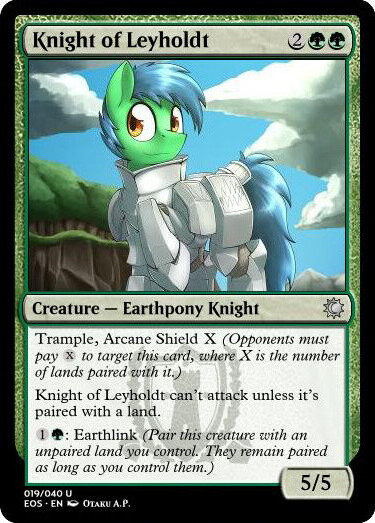 Knight of Leyholdt 2
Creature — Earthpony Knight
Trample, Arcane Shield X (Opponents must
pay X to target this card, where X is the number
of lands paired with it.)
Knight of Leyholdt can't attack unless it's
paired with a land.
1 : Earthlink (Pair this creature with an
unpaired land you control. They remain paired
as long as you control them.)
5/5
019/040 U
EOS • EN Otaku A.P.